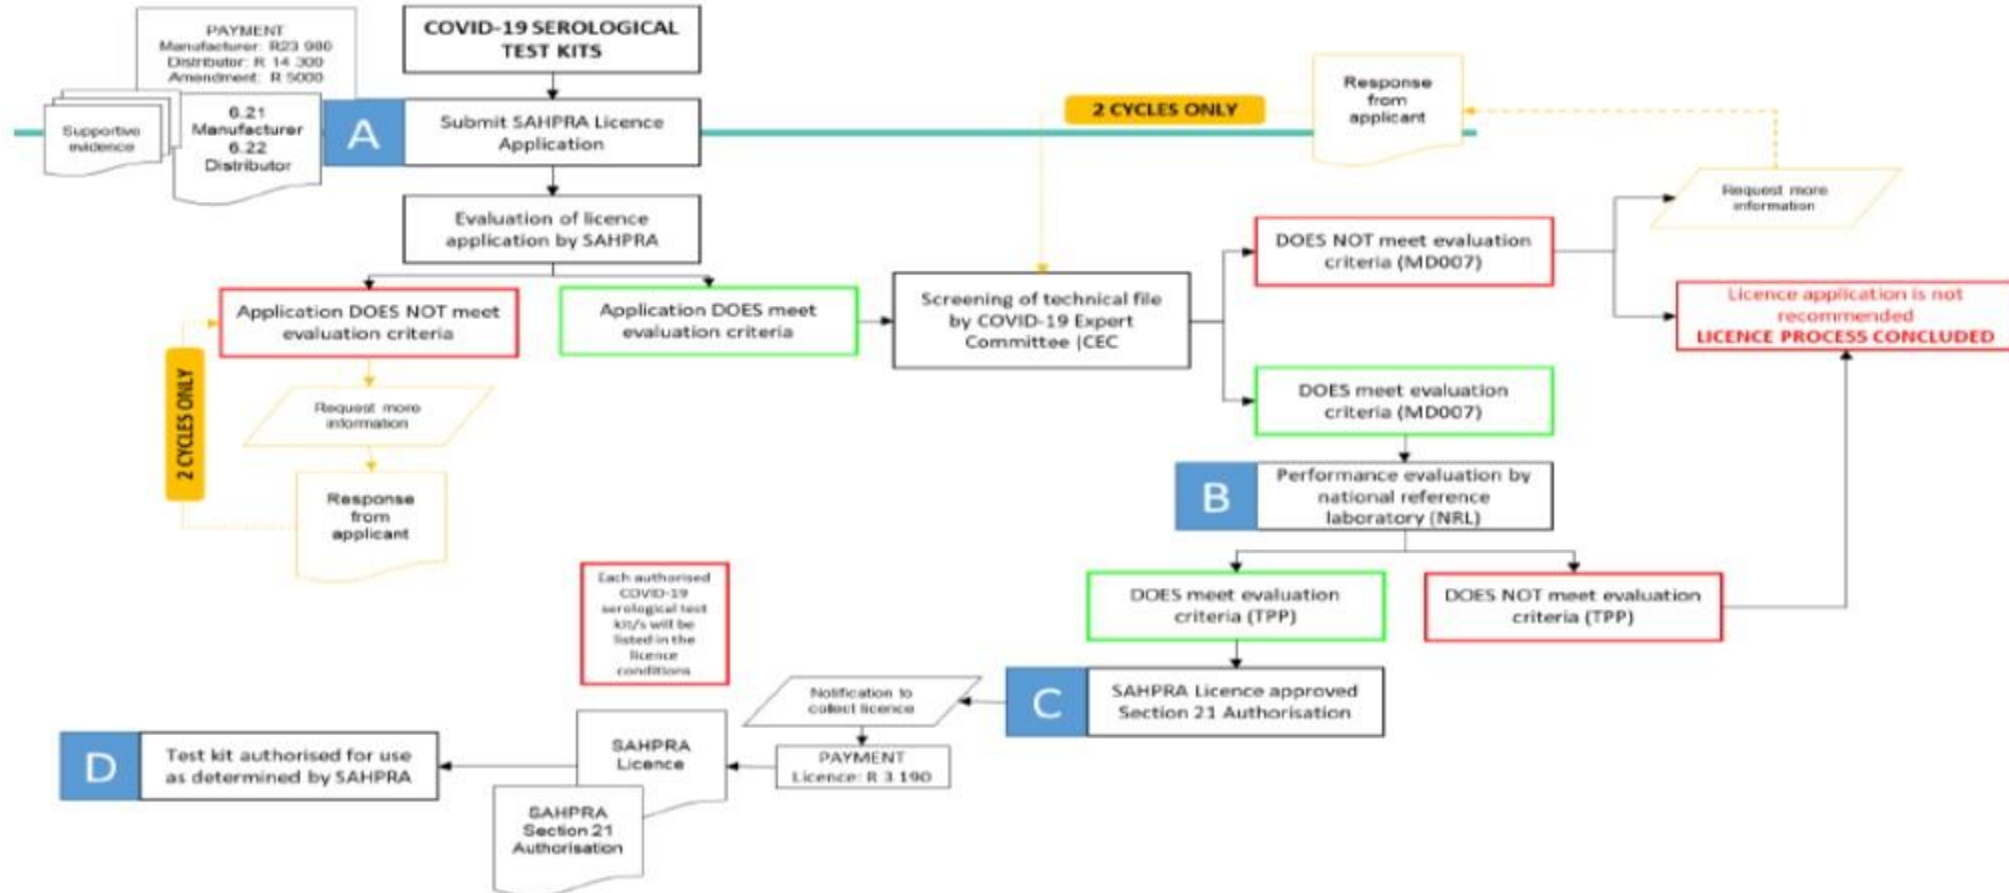 PAYMENT
Manufacturer: R23 980
Distributor: R 14 300
Amendment: R 5000
COVID-19 SEROLOGICAL
TEST KITS
Supportive
evidence
6.21
Manufacturer
6.22
Distributor
A
Submit SAHPRA Licence
Application
2 CYCLES ONLY
Response
from
applicant
Request more
information
Evaluation of licence
application by SAHPRA
DOES NOT meet evaluation
criteria (MD007)
Application DOES NOT meet
evaluation criteria
Application DOES meet
evaluation criteria
Screening of technical file
by COVID-19 Expert
Committee (CEC
Licence application is not
recommended
LICENCE PROCESS CONCLUDED
2 CYCLES ONLY
Request more
information
Response
from
applicant
DOES meet evaluation
criteria (MD007)
B
Performance evaluation by
national reference
laboratory (NRL)
DOES meet evaluation
criteria (TPP)
DOES NOT meet evaluation
criteria (TPP)
Each authorised
COVID-19
serological test
kit/s will be
listed in the
licence
conditions
C
SAHPRA Licence approved
Section 21 Authorisation
Notification to
collect licence
PAYMENT
Licence: R 3 190
SAHPRA
Licence
SAHPRA
Section 21
Authorisation
D
Test kit authorised for use
as determined by SAHPRA